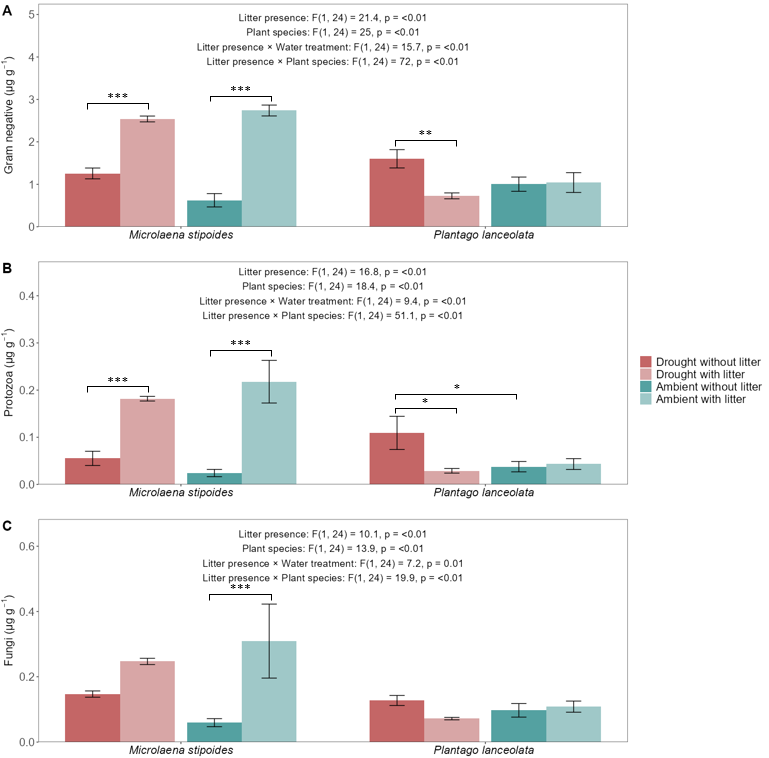 A
Litter presence: F(1, 24) = 21.4, p = <0.01
Plant species: F(1, 24) = 25, p = <0.01
Litter presence × Water treatment: F(1, 24) = 15.7, p = <0.01
Litter presence × Plant species: F(1, 24) = 72, p = <0.01
Gram negative (µg g⁻¹)
5
4
3
2
1
0
***
***
**
Microlaena stipoides
Plantago lanceolata
B
Litter presence: F(1, 24) = 16.8, p = <0.01
Plant species: F(1, 24) = 18.4, p = <0.01
Litter presence × Water treatment: F(1, 24) = 9.4, p = <0.01
Litter presence × Plant species: F(1, 24) = 51.1, p = <0.01
Protozoa (µg g⁻¹)
0.4
0.3
0.2
0.1
0.0
***
***
*
*
Microlaena stipoides
Plantago lanceolata
Drought without litter
Drought with litter
Ambient without litter
Ambient with litter
C
Litter presence: F(1, 24) = 10.1, p = <0.01
Plant species: F(1, 24) = 13.9, p = <0.01
Litter presence × Water treatment: F(1, 24) = 7.2, p = 0.01
Litter presence × Plant species: F(1, 24) = 19.9, p = <0.01
Fungi (µg g⁻¹)
0.6
0.4
0.2
0.0
***
Microlaena stipoides
Plantago lanceolata